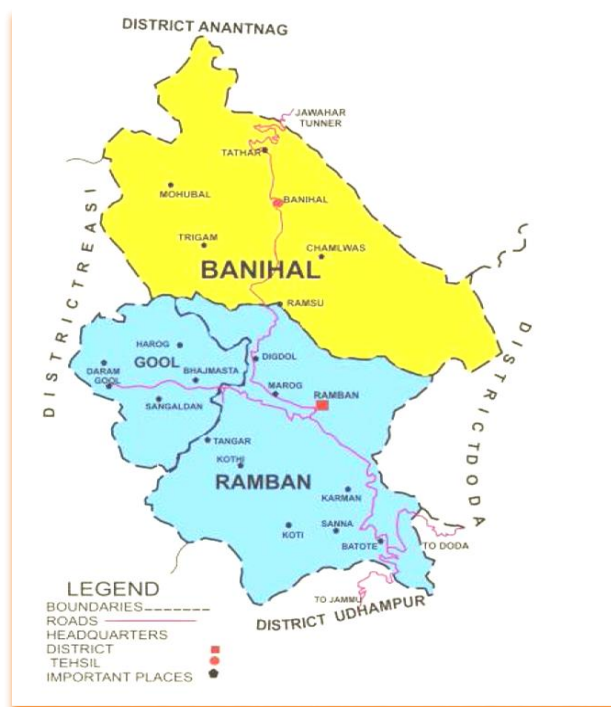 DISTRICT ANANTNAG
JAWAHAR
TUNNER
TATHAR
MOHUBAL
BANIHAL
TRIGAM
CHAMLWAS
BANIHAL
RAMSU
DISTRICTREASI
HAROG
GOOL
DIGDOL
DARAM
GOOL
BHAJMASTA
MAROG
RAMBAN
SANGALDAN
DISTRICTDODA
TANGAR
KOTHI
RAMBAN
KARMAN
SANNA
KOTI
BATOTE
TO DODA
TO JAMMU
DISTRICT UDHAMPUR
LEGEND
BOUNDARIES
ROADS
HEADQUARTERS
DISTRICT
TEHSIL
IMPORTANT PLACES